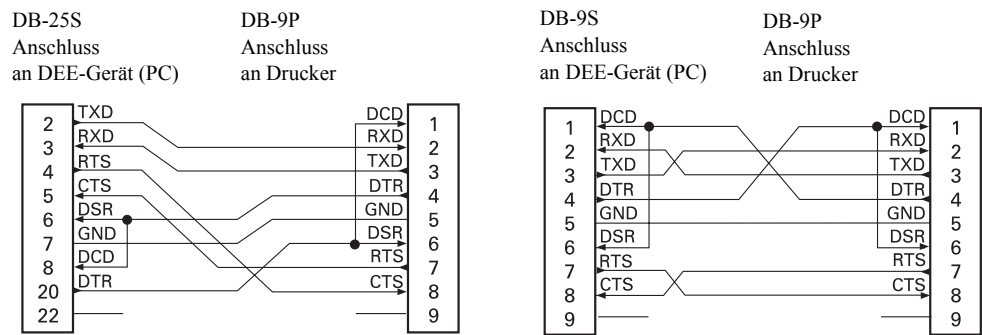 DB-25S
Anschluss
an DEE-Gerät (PC)
DB-9P
Anschluss
an Drucker
2 TXD
3 RXD
4 RTS
5 CTS
6 DSR
7 GND
8 DCD
20 DTR
22
DCD 1
RXD 2
TXD 3
DTR 4
GND 5
DSR 6
RTS 7
CTS 8
9
DB-9S
Anschluss
an DEE-Gerät (PC)
DB-9P
Anschluss
an Drucker
1 DCD
2 RXD
3 TXD
4 DTR
5 GND
6 DSR
7 RTS
8 CTS
9
DCD 1
RXD 2
TXD 3
DTR 4
GND 5
DSR 6
RTS 7
CTS 8
9